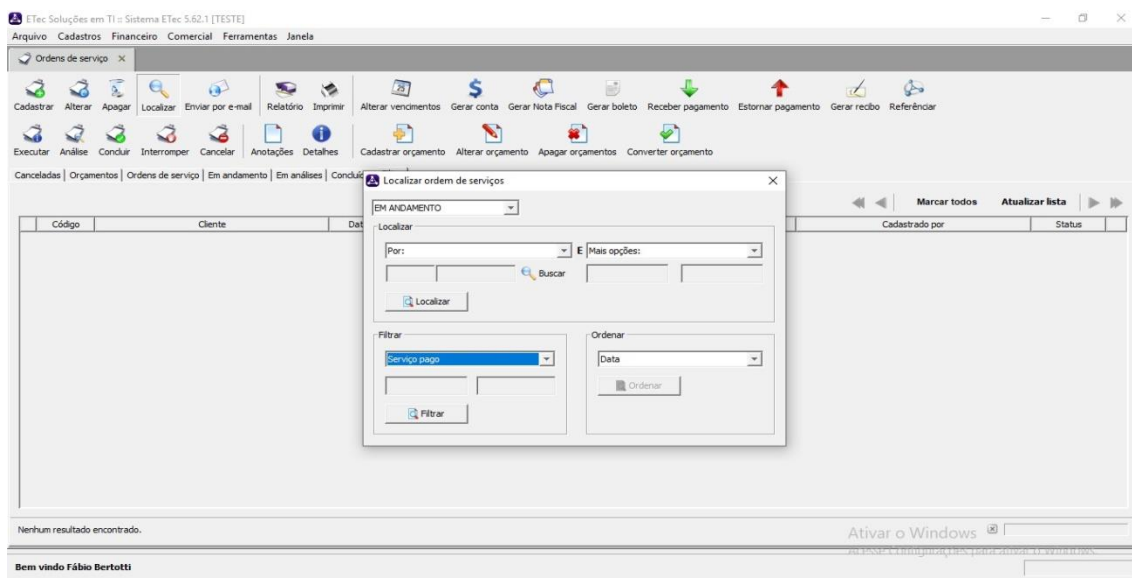 ETec Soluções em TI :: Sistema ETec 5.62.1 [TESTE]
Arquivo Cadastros Financeiro Comercial Ferramentas Janela
Ordens de serviço
Cadastrar Alterar Apagar Localizar Enviar por e-mail Relatório Imprimir Alterar vencimentos Gerar conta Gerar Nota Fiscal Gerar boleto Receber pagamento Estornar pagamento Gerar recibo Referênciar
Executar Análise Concluir Interromper Cancelar Anotações Detalhes Cadastrar orçamento Alterar orçamento Apagar orçamentos Converter orçamento
Canceladas | Orçamentos | Ordens de serviço | Em andamento | Em análises |
Marcar todos Atualizar lista
Código Cliente Cadastrado por Status
Localizar ordem de serviços
EM ANDAMENTO
Localizar
Por: E Mais opções:
Buscar
Localizar
Filtrar Ordenar
Serviço pago Data
Ordenar
Filtrar
Nenhum resultado encontrado.
Ativar o Windows
Bem vindo Fábio Bertotti